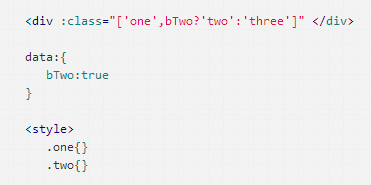 <div :class="['one',bTwo?'two':'three']" </div>
data:{
bTwo:true
}
<style>
.one{}
.two{}